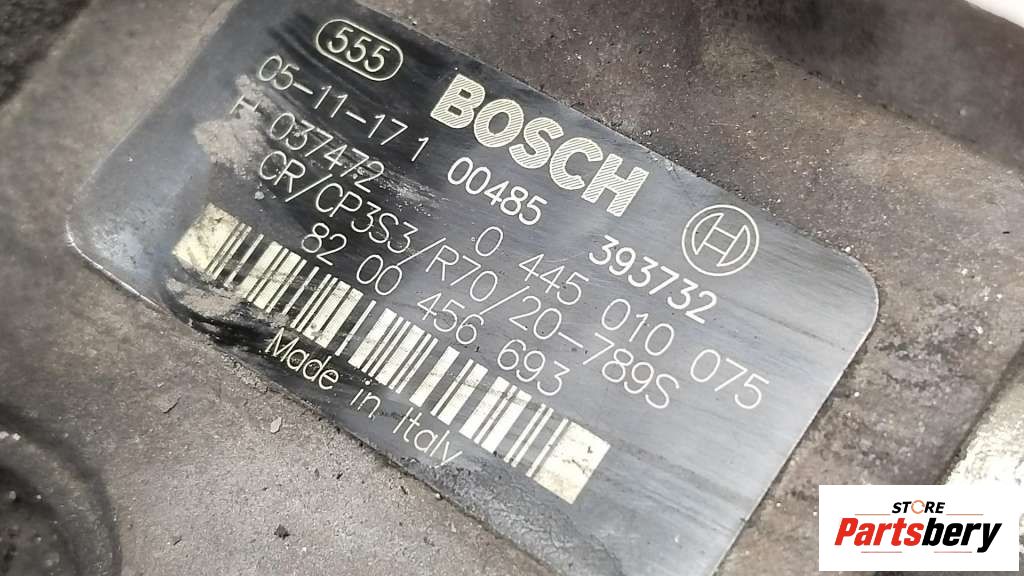 555
BOSCH
05-11-17 1 00485 393732
037472 0 445 010 075
CR/CP3S3/R70/20-789S
82 00 456 693
Made in Italy
STORE
Partsbery